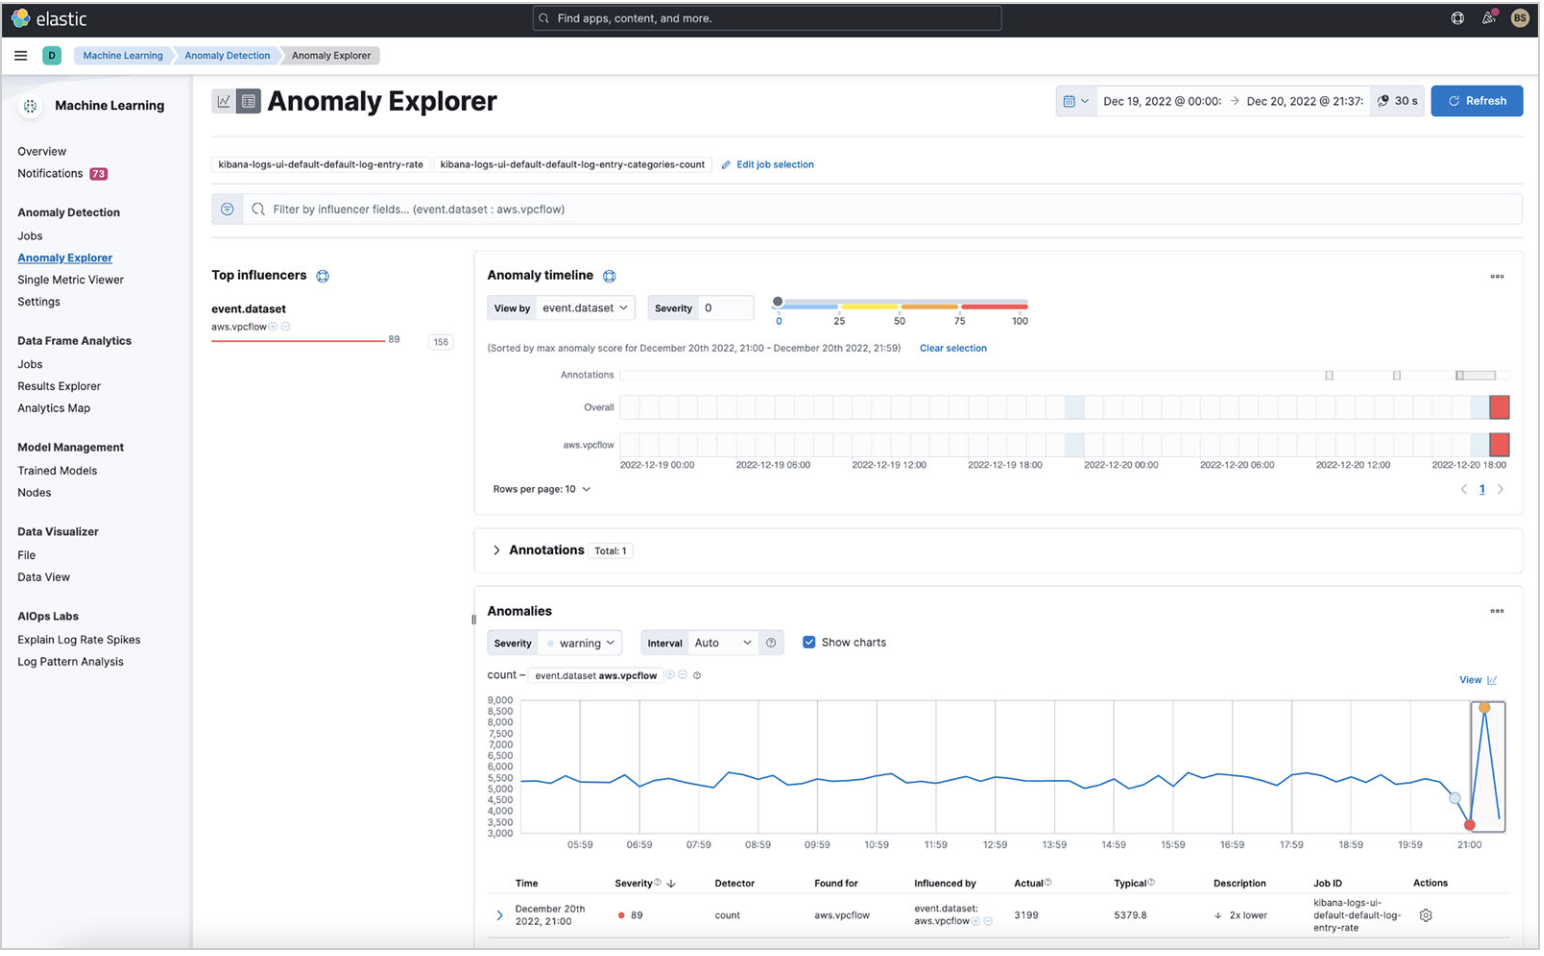 elastic
Find apps, content, and more.
BS
D
Machine Learning
Anomaly Detection
Anomaly Explorer
Machine Learning
Overview
Notifications 73
Anomaly Detection
Jobs
Anomaly Explorer
Single Metric Viewer
Settings
Data Frame Analytics
Jobs
Results Explorer
Analytics Map
Model Management
Trained Models
Nodes
Data Visualizer
File
Data View
AIOps Labs
Explain Log Rate Spikes
Log Pattern Analysis
Anomaly Explorer
Dec 19, 2022 @ 00:00: → Dec 20, 2022 @ 21:37: 30 s Refresh
kibana-logs-ui-default-default-log-entry-rate kibana-logs-ui-default-default-log-entry-categories-count Edit job selection
Filter by influencer fields... (event.dataset : aws.vpcflow)
Top influencers
event.dataset
aws.vpcflow
89 156
Anomaly timeline
View by event.dataset Severity 0
0 25 50 75 100
(Sorted by max anomaly score for December 20th 2022, 21:00 - December 20th 2022, 21:59) Clear selection
Annotations
Overall
aws.vpcflow
2022-12-19 00:00 2022-12-19 06:00 2022-12-19 12:00 2022-12-19 18:00 2022-12-20 00:00 2022-12-20 06:00 2022-12-20 12:00 2022-12-20 18:00
Rows per page: 10 1
Annotations Total: 1
Anomalies
Severity warning Interval Auto Show charts
count – event.dataset aws.vpcflow
View
9,000
8,500
8,000
7,500
7,000
6,500
6,000
5,500
5,000
4,500
4,000
3,500
3,000
05:59 06:59 07:59 08:59 09:59 10:59 11:59 12:59 13:59 14:59 15:59 16:59 17:59 18:59 19:59 21:00
Time Severity Detector Found for Influenced by Actual Typical Description Job ID Actions
December 20th
2022, 21:00
89
count
aws.vpcflow
event.dataset:
aws.vpcflow
3199
5379.8
↓ 2x lower
kibana-logs-ui-
default-default-log-
entry-rate